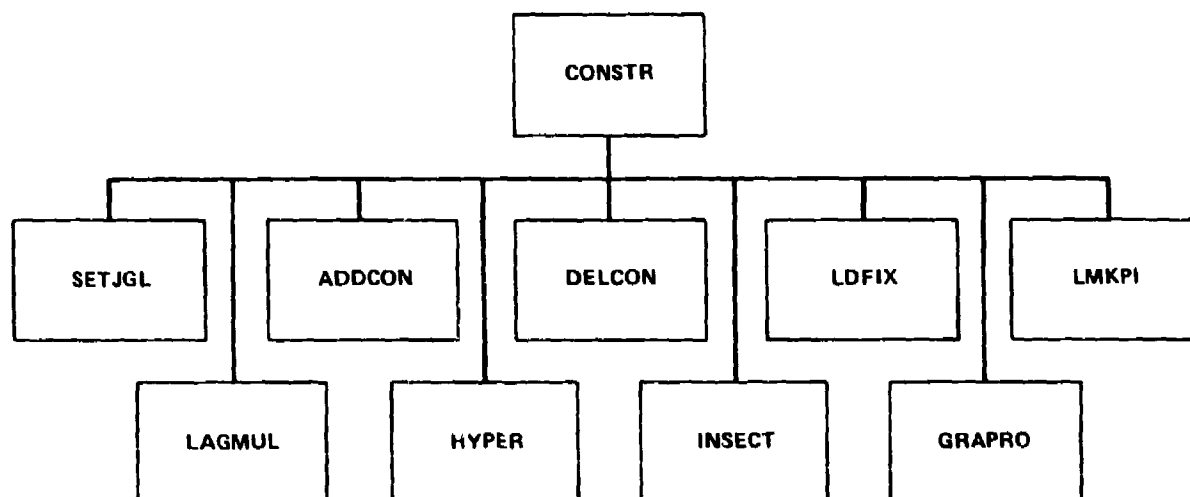 CONSTR
SETJGL
ADDCON
DELCON
LDFIX
LMKPI
LAGMUL
HYPER
INSECT
GRAPRO